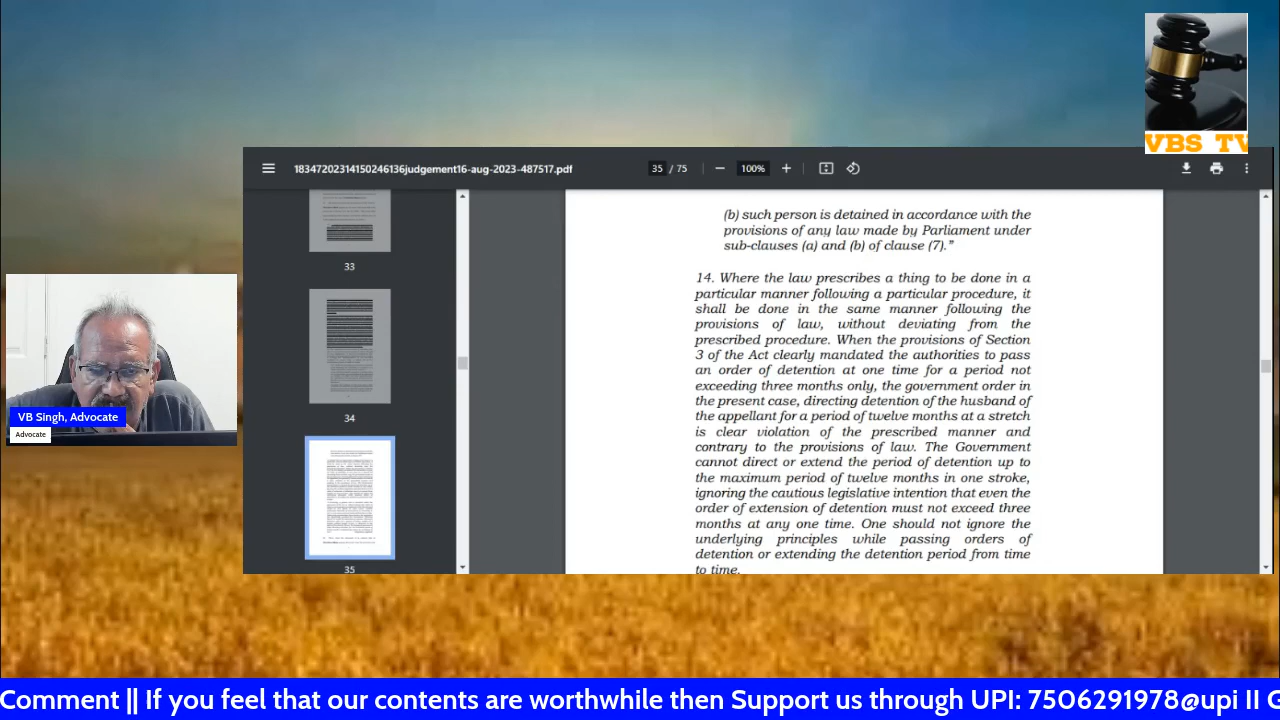 VBS TV
18347202314150246136judgement16-aug-2023-487517.pdf
35 / 75
100%
33
34
35
(b) such person is detained in accordance with the
provisions of any law made by Parliament under
sub-clauses (a) and (b) of clause (7)."
14. Where the law prescribes a thing to be done in a
particular manner following a particular procedure, it
shall be done in the same manner following the
provisions of law, without deviating from the
prescribed procedure. When the provisions of Section
3 of the Act clearly mandated the authorities to pass
an order of detention at one time for a period not
exceeding three months only, the government order in
the present case, directing detention of the husband of
the appellant for a period of twelve months at a stretch
is clear violation of the prescribed manner and
contrary to the provisions of law. The Government
cannot direct or extend the period of detention up to
the maximum period of twelve months in one stroke,
ignoring the cautious legislative intention that even the
order of extension of detention must not exceed three
months at any one time. One should not ignore the
underlying principles while passing orders of
detention or extending the detention period from time
to time.
VB Singh, Advocate
Advocate
Comment || If you feel that our contents are worthwhile then Support us through UPI: 7506291978@upi II G